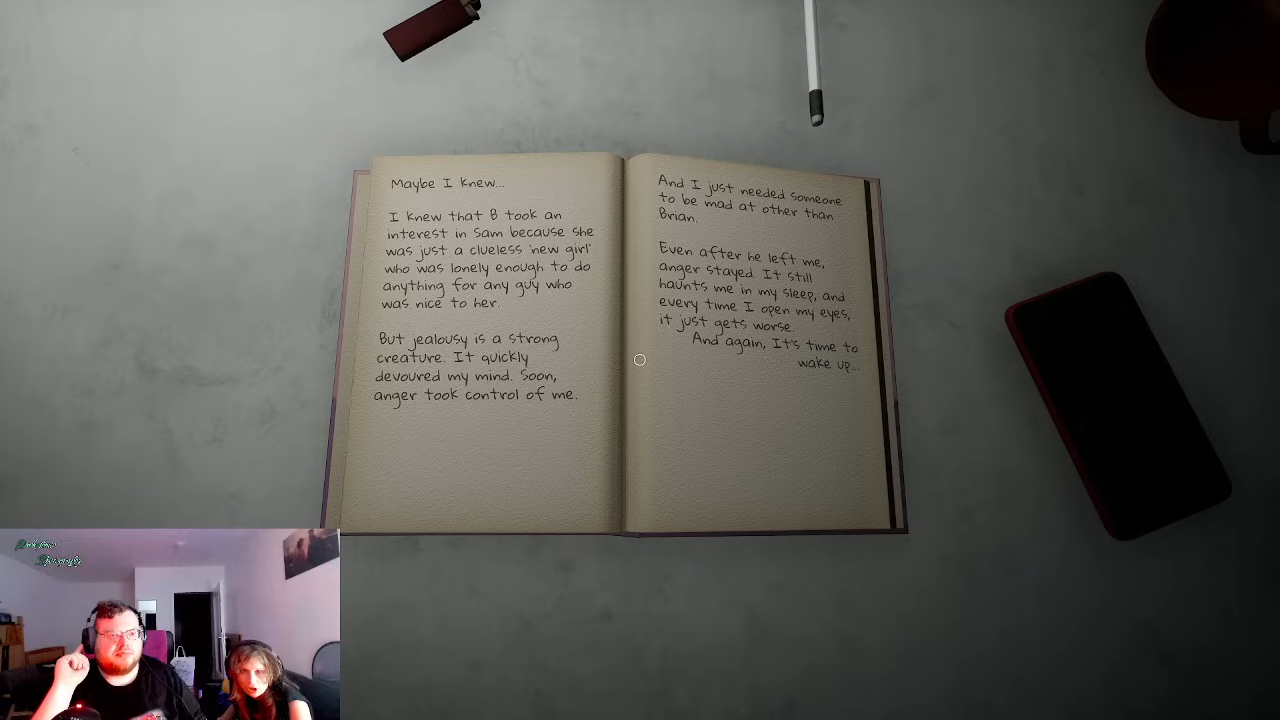 Maybe I knew...
I knew that B took an
interest in Sam because she
was just a clueless 'new girl'
who was lonely enough to do
anything for any guy who
was nice to her.
But jealousy is a strong
creature. It quickly
devoured my mind. Soon,
anger took control of me.
And I just needed someone
to be mad at other than
Brian.
Even after he left me,
anger stayed. It still
haunts me in my sleep, and
every time I open my eyes,
it just gets worse.
And again, It's time to
wake up...